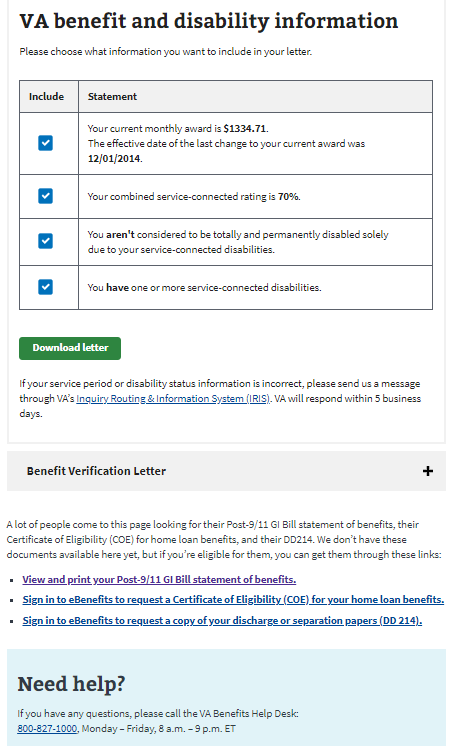 VA benefit and disability information
Please choose what information you want to include in your letter.
Include Statement
Your current monthly award is $1334.71.
The effective date of the last change to your current award was
12/01/2014.
Your combined service-connected rating is 70%.
You aren't considered to be totally and permanently disabled solely
due to your service-connected disabilities.
You have one or more service-connected disabilities.
Download letter
If your service period or disability status information is incorrect, please send us a message
through VA's Inquiry Routing & Information System (IRIS). VA will respond within 5 business
days.
Benefit Verification Letter +
A lot of people come to this page looking for their Post-9/11 GI Bill statement of benefits, their
Certificate of Eligibility (COE) for home loan benefits, and their DD214. We don't have these
documents available here yet, but if you're eligible for them, you can get them through these links:
▪ View and print your Post-9/11 GI Bill statement of benefits.
▪ Sign in to eBenefits to request a Certificate of Eligibility (COE) for your home loan benefits.
▪ Sign in to eBenefits to request a copy of your discharge or separation papers (DD 214).
Need help?
If you have any questions, please call the VA Benefits Help Desk:
800-827-1000, Monday – Friday, 8 a.m. – 9 p.m. ET